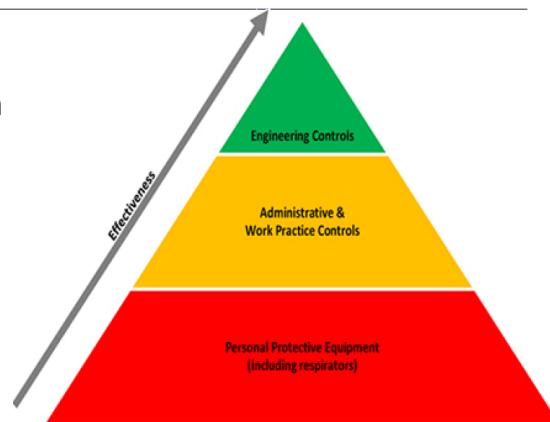 Engineering Controls
Effectiveness
Administrative &
Work Practice Controls
Personal Protective Equipment
(including respirators)